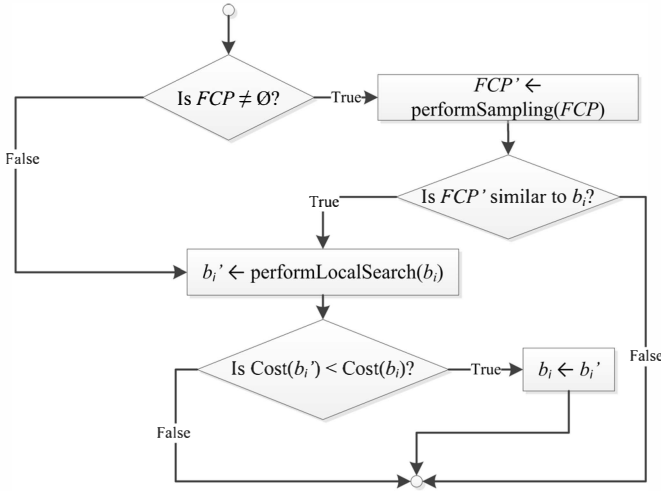 Is FCP ≠ Ø?
True
FCP’ ←
performSampling(FCP)
False
Is FCP’ similar to bᵢ?
True
bᵢ’ ← performLocalSearch(bᵢ)
Is Cost(bᵢ’) < Cost(bᵢ)?
True
bᵢ ← bᵢ’
False
False